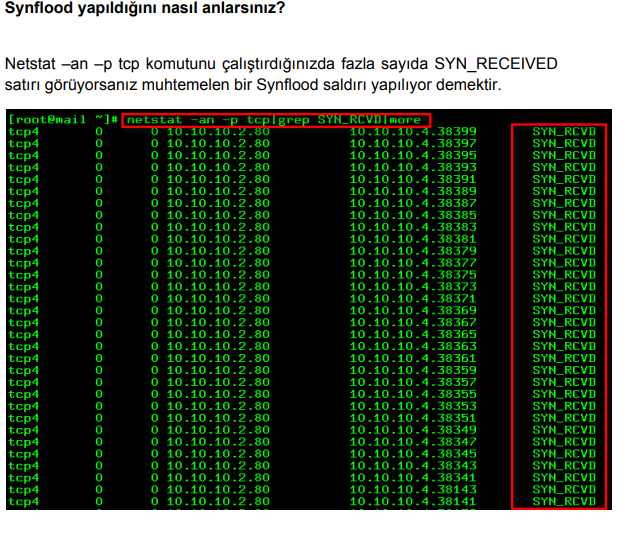 Synflood yapıldığını nasıl anlarsınız?
Netstat –an –p tcp komutunu çalıştırdığınızda fazla sayıda SYN_RECEIVED
satırı görüyorsanız muhtemelen bir Synflood saldırı yapılıyor demektir.
[root@mail ~]# netstat -an -p tcp|grep SYN_RCVD|more
tcp4 0 0 10.10.10.2.80 10.10.10.4.38399 SYN_RCVD
tcp4 0 0 10.10.10.2.80 10.10.10.4.38397 SYN_RCVD
tcp4 0 0 10.10.10.2.80 10.10.10.4.38395 SYN_RCVD
tcp4 0 0 10.10.10.2.80 10.10.10.4.38393 SYN_RCVD
tcp4 0 0 10.10.10.2.80 10.10.10.4.38391 SYN_RCVD
tcp4 0 0 10.10.10.2.80 10.10.10.4.38389 SYN_RCVD
tcp4 0 0 10.10.10.2.80 10.10.10.4.38387 SYN_RCVD
tcp4 0 0 10.10.10.2.80 10.10.10.4.38385 SYN_RCVD
tcp4 0 0 10.10.10.2.80 10.10.10.4.38383 SYN_RCVD
tcp4 0 0 10.10.10.2.80 10.10.10.4.38381 SYN_RCVD
tcp4 0 0 10.10.10.2.80 10.10.10.4.38379 SYN_RCVD
tcp4 0 0 10.10.10.2.80 10.10.10.4.38377 SYN_RCVD
tcp4 0 0 10.10.10.2.80 10.10.10.4.38375 SYN_RCVD
tcp4 0 0 10.10.10.2.80 10.10.10.4.38373 SYN_RCVD
tcp4 0 0 10.10.10.2.80 10.10.10.4.38371 SYN_RCVD
tcp4 0 0 10.10.10.2.80 10.10.10.4.38369 SYN_RCVD
tcp4 0 0 10.10.10.2.80 10.10.10.4.38367 SYN_RCVD
tcp4 0 0 10.10.10.2.80 10.10.10.4.38365 SYN_RCVD
tcp4 0 0 10.10.10.2.80 10.10.10.4.38363 SYN_RCVD
tcp4 0 0 10.10.10.2.80 10.10.10.4.38361 SYN_RCVD
tcp4 0 0 10.10.10.2.80 10.10.10.4.38359 SYN_RCVD
tcp4 0 0 10.10.10.2.80 10.10.10.4.38357 SYN_RCVD
tcp4 0 0 10.10.10.2.80 10.10.10.4.38355 SYN_RCVD
tcp4 0 0 10.10.10.2.80 10.10.10.4.38353 SYN_RCVD
tcp4 0 0 10.10.10.2.80 10.10.10.4.38351 SYN_RCVD
tcp4 0 0 10.10.10.2.80 10.10.10.4.38349 SYN_RCVD
tcp4 0 0 10.10.10.2.80 10.10.10.4.38347 SYN_RCVD
tcp4 0 0 10.10.10.2.80 10.10.10.4.38345 SYN_RCVD
tcp4 0 0 10.10.10.2.80 10.10.10.4.38343 SYN_RCVD
tcp4 0 0 10.10.10.2.80 10.10.10.4.38341 SYN_RCVD
tcp4 0 0 10.10.10.2.80 10.10.10.4.38143 SYN_RCVD
tcp4 0 0 10.10.10.2.80 10.10.10.4.38141 SYN_RCVD